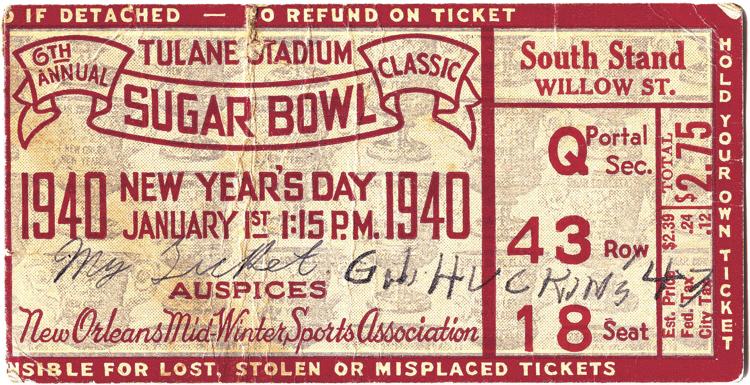 D IF DETACHED — NO REFUND ON TICKET
6TH ANNUAL
TULANE STADIUM
CLASSIC
SUGAR BOWL
1940 NEW YEAR'S DAY 1940
JANUARY 1ST 1:15 P.M.
My Ticket.
AUSPICES
New Orleans Mid-Winter Sports Association
NSIBLE FOR LOST, STOLEN OR MISPLACED TICKETS
South Stand
WILLOW ST.
Q Portal Sec.
43 Row
18 Seat
Est. Pr $2.39
Fed. Tax .24
City Tax .12
TOTAL $2.75
HOLD YOUR OWN TICKET